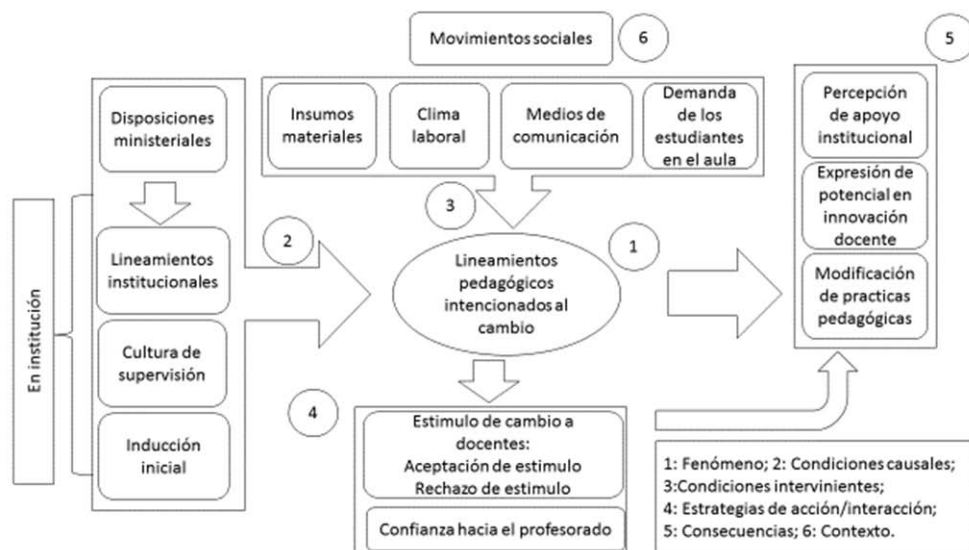 Movimientos sociales
6
5
Disposiciones
ministeriales
Insumos
materiales
Clima
laboral
Medios de
comunicación
Demanda
de los
estudiantes
en el aula
Percepción
de apoyo
institucional
Expresión de
potencial en
innovación
docente
Modificación
de practicas
pedagógicas
3
2
1
En institución
Lineamientos
institucionales
Cultura de
supervisión
Inducción
inicial
Lineamientos
pedagógicos
intencionados al
cambio
4
Estimulo de cambio a
docentes:
Aceptación de estimulo
Rechazo de estimulo
Confianza hacia el profesorado
1: Fenómeno; 2: Condiciones causales;
3:Condiciones intervinientes;
4: Estrategias de acción/interacción;
5: Consecuencias; 6: Contexto.